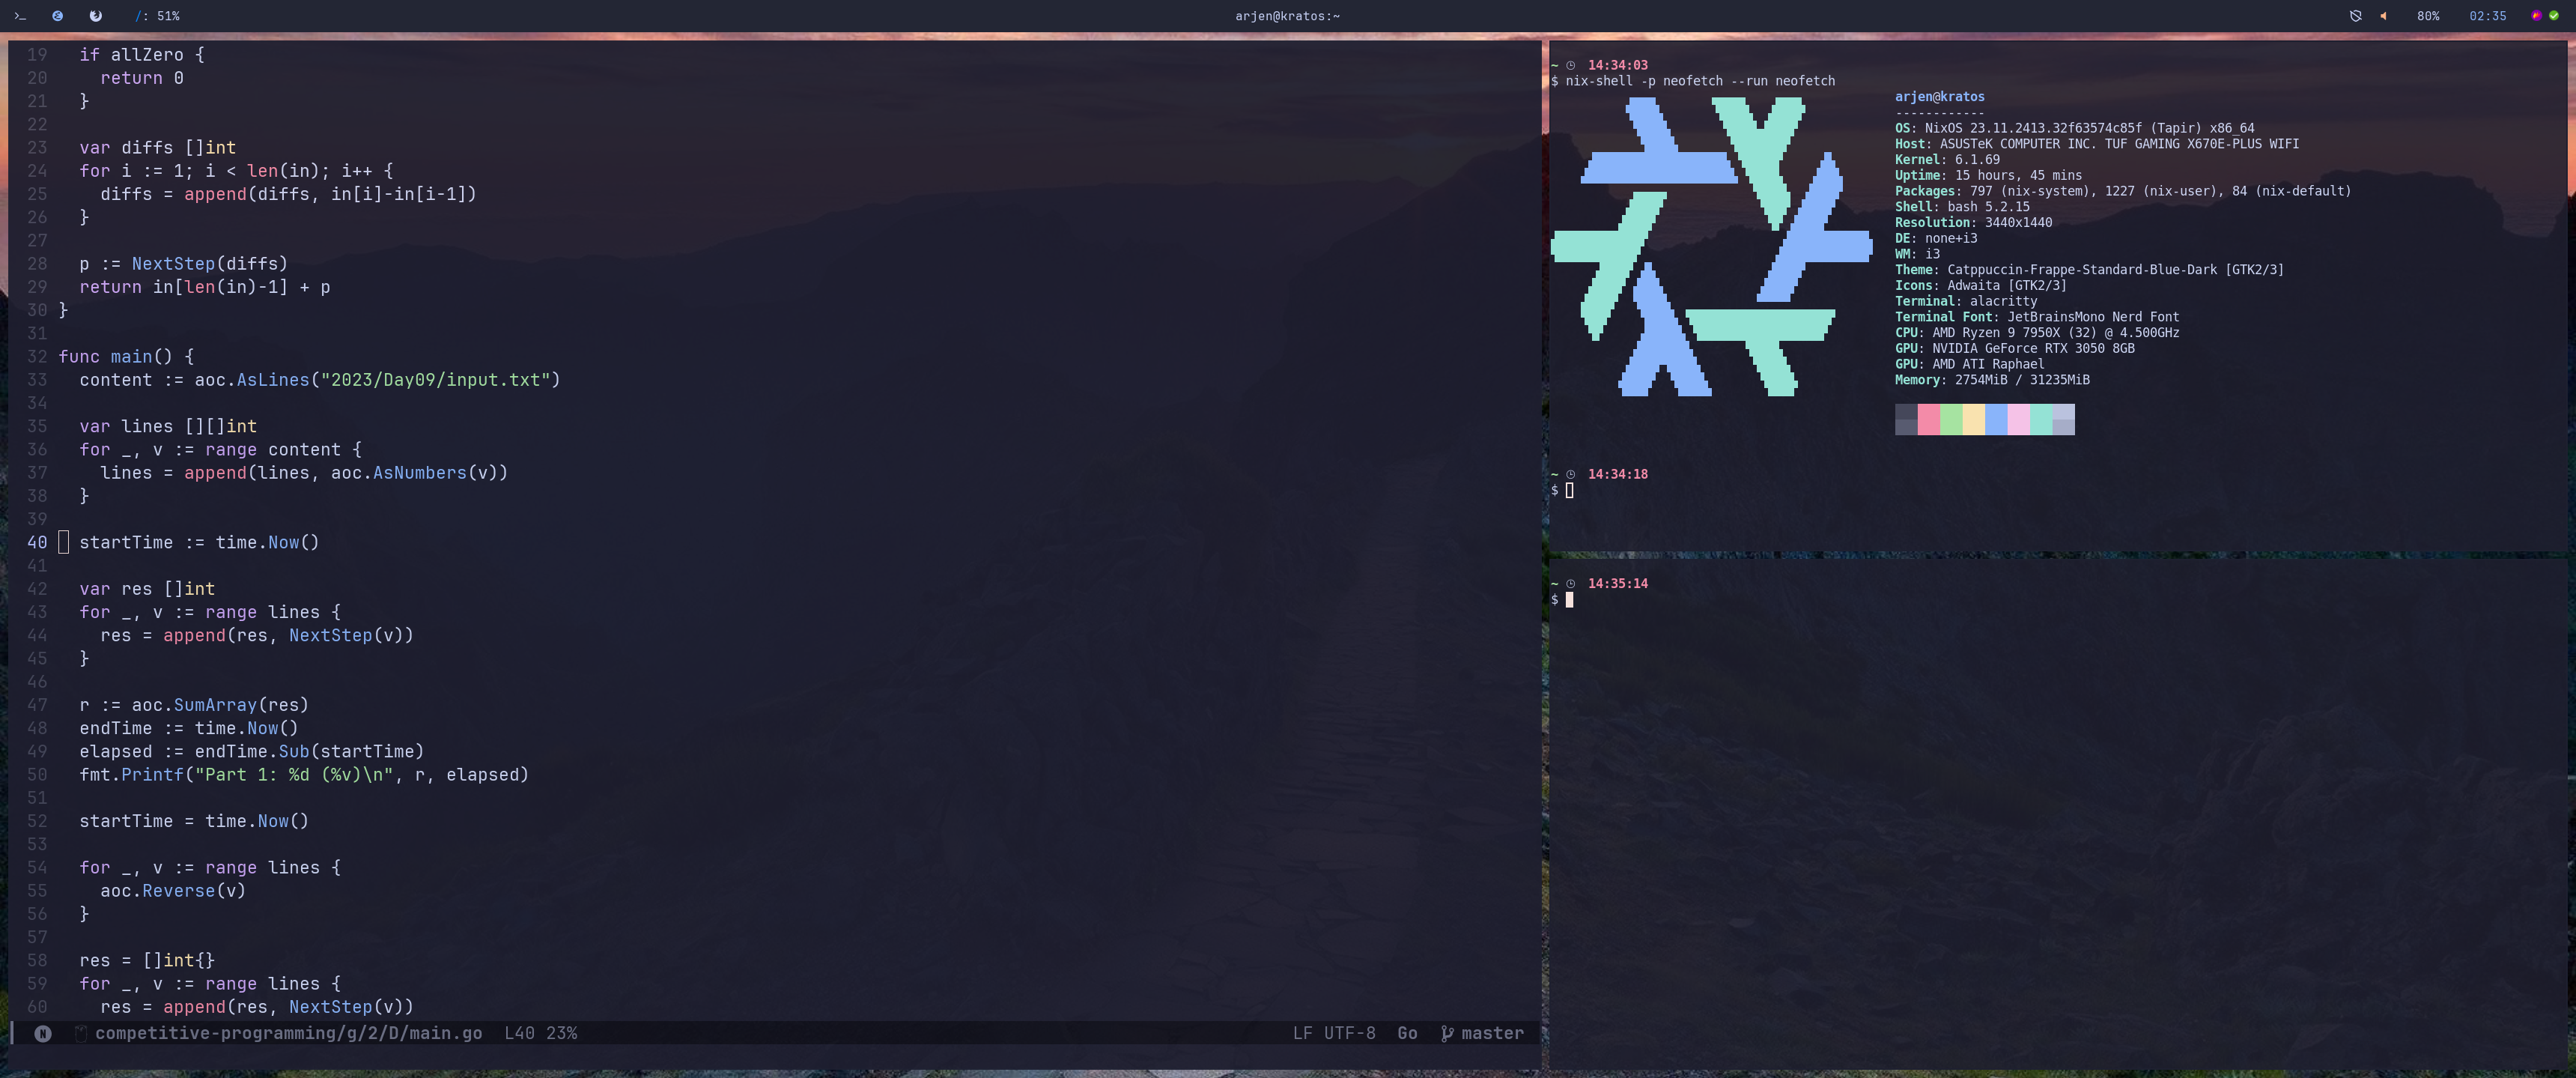 /: 51%
arjen@kratos:~
80%
02:35
19 if allZero {
20 return 0
21 }
22
23 var diffs []int
24 for i := 1; i < len(in); i++ {
25 diffs = append(diffs, in[i]-in[i-1])
26 }
27
28 p := NextStep(diffs)
29 return in[len(in)-1] + p
30 }
31
32 func main() {
33 content := aoc.AsLines("2023/Day09/input.txt")
34
35 var lines [][]int
36 for _, v := range content {
37 lines = append(lines, aoc.AsNumbers(v))
38 }
39
40 startTime := time.Now()
41
42 var res []int
43 for _, v := range lines {
44 res = append(res, NextStep(v))
45 }
46
47 r := aoc.SumArray(res)
48 endTime := time.Now()
49 elapsed := endTime.Sub(startTime)
50 fmt.Printf("Part 1: %d (%v)\n", r, elapsed)
51
52 startTime = time.Now()
53
54 for _, v := range lines {
55 aoc.Reverse(v)
56 }
57
58 res = []int{}
59 for _, v := range lines {
60 res = append(res, NextStep(v))
N competitive-programming/g/2/D/main.go L40 23% LF UTF-8 Go master
~ 14:34:03
$ nix-shell -p neofetch --run neofetch
arjen@kratos
------------
OS: NixOS 23.11.2413.32f63574c85f (Tapir) x86_64
Host: ASUSTeK COMPUTER INC. TUF GAMING X670E-PLUS WIFI
Kernel: 6.1.69
Uptime: 15 hours, 45 mins
Packages: 797 (nix-system), 1227 (nix-user), 84 (nix-default)
Shell: bash 5.2.15
Resolution: 3440x1440
DE: none+i3
WM: i3
Theme: Catppuccin-Frappe-Standard-Blue-Dark [GTK2/3]
Icons: Adwaita [GTK2/3]
Terminal: alacritty
Terminal Font: JetBrainsMono Nerd Font
CPU: AMD Ryzen 9 7950X (32) @ 4.500GHz
GPU: NVIDIA GeForce RTX 3050 8GB
GPU: AMD ATI Raphael
Memory: 2754MiB / 31235MiB
~ 14:34:18
$
~ 14:35:14
$